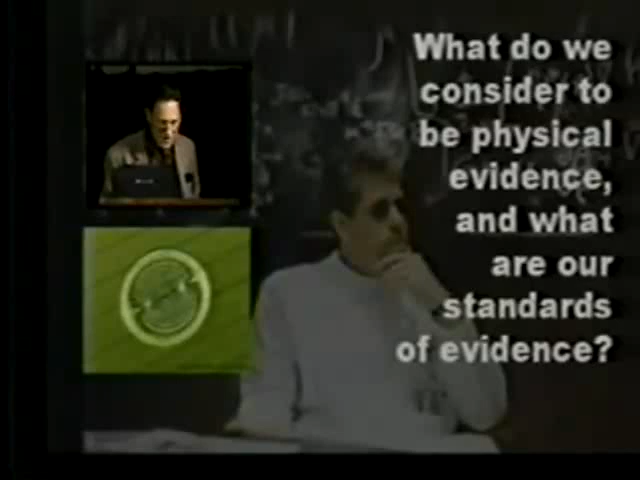 What do we
consider to
be physical
evidence,
and what
are our
standards
of evidence?